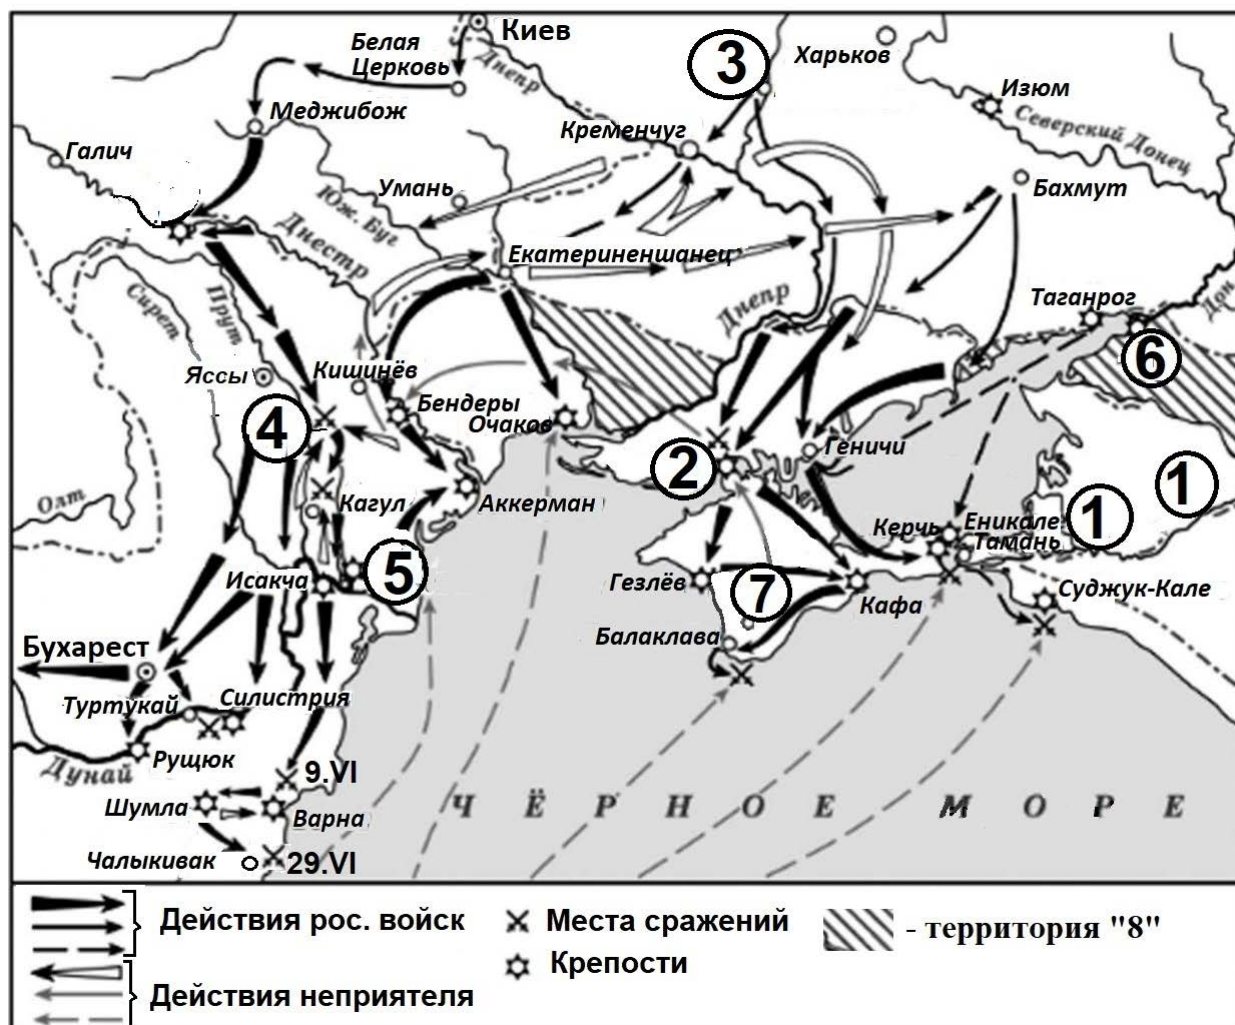 Киев
Белая
Церковь
Днепр
3
Харьков
Изюм
Северский Донец
Меджибож
Кременчуг
Галич
Умань
Бахмут
Юж. Буг
Днестр
Екатериненшанец
Сирет
Прут
Днепр
Таганрог
Дон
6
Яссы
Кишинёв
Бендеры
Очаков
4
2
Геничи
1
1
Олт
Кагул
Аккерман
Керчь
Еникале
Тамань
5
Исакча
Гезлёв
7
Кафа
Суджук-Кале
Балаклава
Бухарест
Туртукай
Силистрия
Рущюк
Дунай
9.VI
Шумла
Варна
ЧЁРНОЕ МОРЕ
Чалыкивак
29.VI
Действия рос. войск
Места сражений
- территория "8"
Крепости
Действия неприятеля